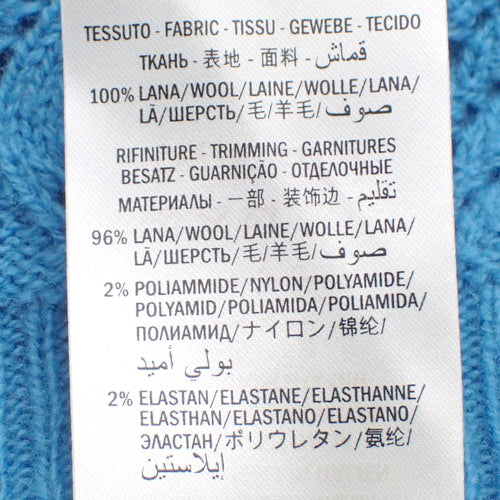 TESSUTO - FABRIC - TISSU - GEWEBE - TECIDO
ТКАНЬ - 表地 - 面料 - قماش
100% LANA/WOOL/LAINE/WOLLE/LANA/
LÃ/ШЕРСТЬ/毛/羊毛/صوف
RIFINITURE - TRIMMING - GARNITURES
BESATZ - GUARNIÇÃO - ОТДЕЛОЧНЫЕ
МАТЕРИАЛЫ - 一部 - 装饰边 - تقليم
96% LANA/WOOL/LAINE/WOLLE/LANA/
LÃ/ШЕРСТЬ/毛/羊毛/صوف
2% POLIAMMIDE/NYLON/POLYAMIDE/
POLYAMID/POLIAMIDA/POLIAMIDA/
ПОЛИАМИД/ナイロン/锦纶/
بولي أميد
2% ELASTAN/ELASTANE/ELASTHANNE/
ELASTHAN/ELASTANO/ELASTANO/
ЭЛАСТАН/ポリウレタン/氨纶/
إيلاستين